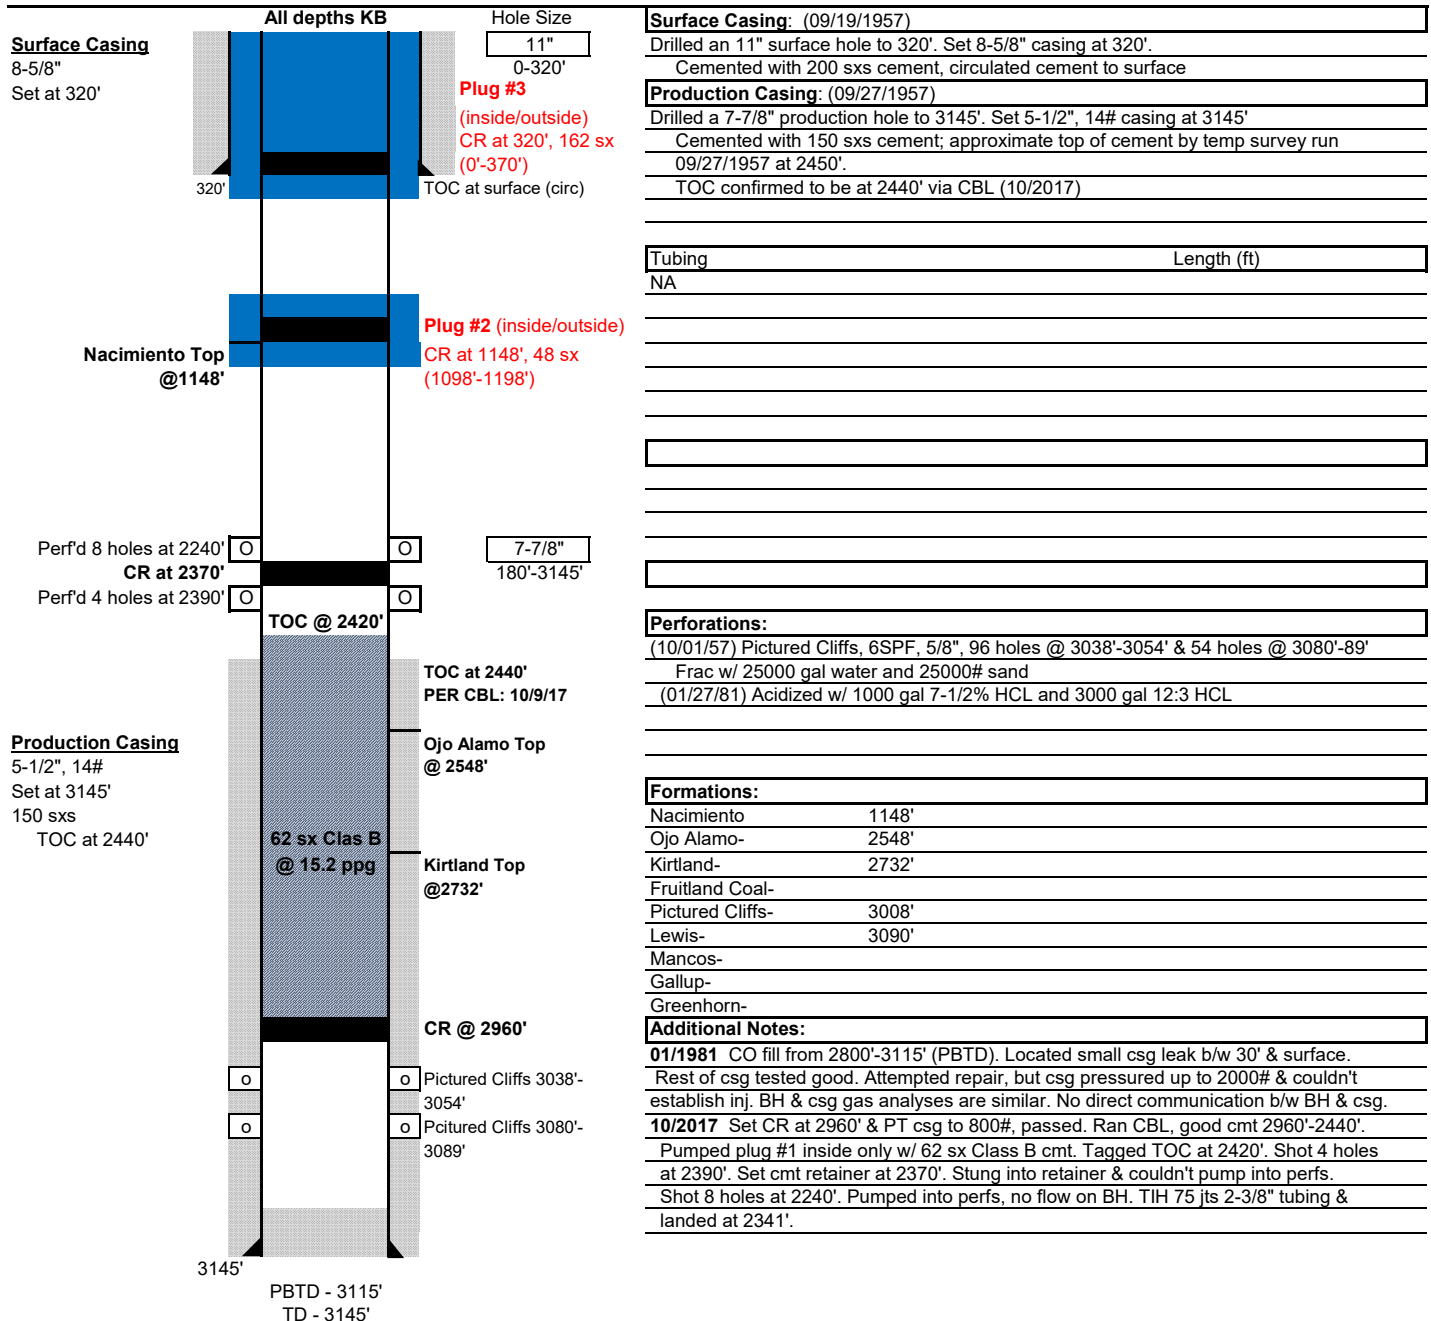 All depths KB
Hole Size
Surface Casing
8-5/8"
Set at 320'
11"
0-320'
Plug #3
(inside/outside)
CR at 320', 162 sx
(0'-370')
320'
TOC at surface (circ)
Plug #2 (inside/outside)
Nacimiento Top
@1148'
CR at 1148', 48 sx
(1098'-1198')
Perf'd 8 holes at 2240'
O
O
7-7/8"
180'-3145'
CR at 2370'
Perf'd 4 holes at 2390'
O
O
TOC @ 2420'
TOC at 2440'
PER CBL: 10/9/17
Production Casing
5-1/2", 14#
Set at 3145'
150 sxs
TOC at 2440'
Ojo Alamo Top
@ 2548'
62 sx Clas B
@ 15.2 ppg
Kirtland Top
@2732'
CR @ 2960'
o
o
Pictured Cliffs 3038'-
3054'
o
o
Pcitured Cliffs 3080'-
3089'
3145'
PBTD - 3115'
TD - 3145'
Surface Casing: (09/19/1957)
Drilled an 11" surface hole to 320'. Set 8-5/8" casing at 320'.
Cemented with 200 sxs cement, circulated cement to surface
Production Casing: (09/27/1957)
Drilled a 7-7/8" production hole to 3145'. Set 5-1/2", 14# casing at 3145'
Cemented with 150 sxs cement; approximate top of cement by temp survey run
09/27/1957 at 2450'.
TOC confirmed to be at 2440' via CBL (10/2017)
Tubing Length (ft)
NA
Perforations:
(10/01/57) Pictured Cliffs, 6SPF, 5/8", 96 holes @ 3038'-3054' & 54 holes @ 3080'-89'
Frac w/ 25000 gal water and 25000# sand
(01/27/81) Acidized w/ 1000 gal 7-1/2% HCL and 3000 gal 12:3 HCL
Formations:
Nacimiento 1148'
Ojo Alamo- 2548'
Kirtland- 2732'
Fruitland Coal-
Pictured Cliffs- 3008'
Lewis- 3090'
Mancos-
Gallup-
Greenhorn-
Additional Notes:
01/1981 CO fill from 2800'-3115' (PBTD). Located small csg leak b/w 30' & surface.
Rest of csg tested good. Attempted repair, but csg pressured up to 2000# & couldn't
establish inj. BH & csg gas analyses are similar. No direct communication b/w BH & csg.
10/2017 Set CR at 2960' & PT csg to 800#, passed. Ran CBL, good cmt 2960'-2440'.
Pumped plug #1 inside only w/ 62 sx Class B cmt. Tagged TOC at 2420'. Shot 4 holes
at 2390'. Set cmt retainer at 2370'. Stung into retainer & couldn't pump into perfs.
Shot 8 holes at 2240'. Pumped into perfs, no flow on BH. TIH 75 jts 2-3/8" tubing &
landed at 2341'.